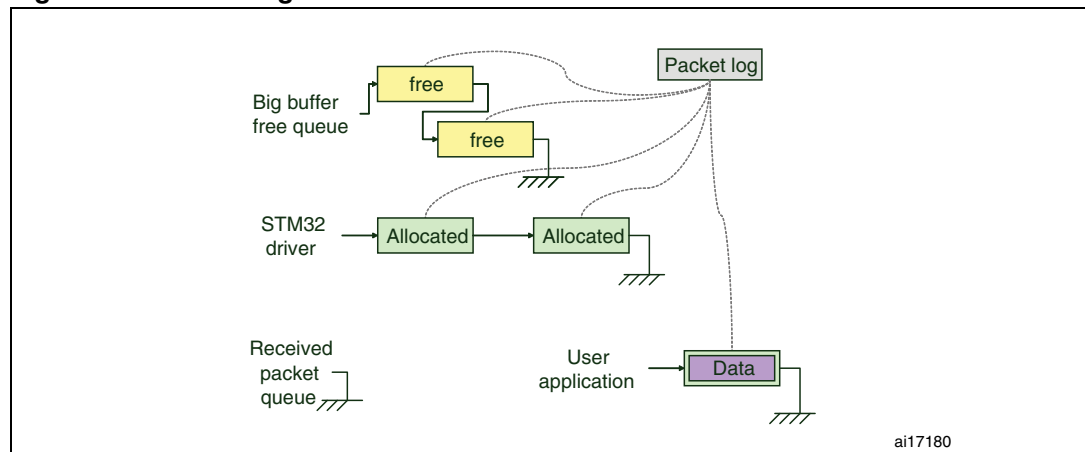 Packet log
free
Big buffer
free queue
free
STM32
driver
Allocated
Allocated
Received
packet
queue
User
application
Data
ai17180